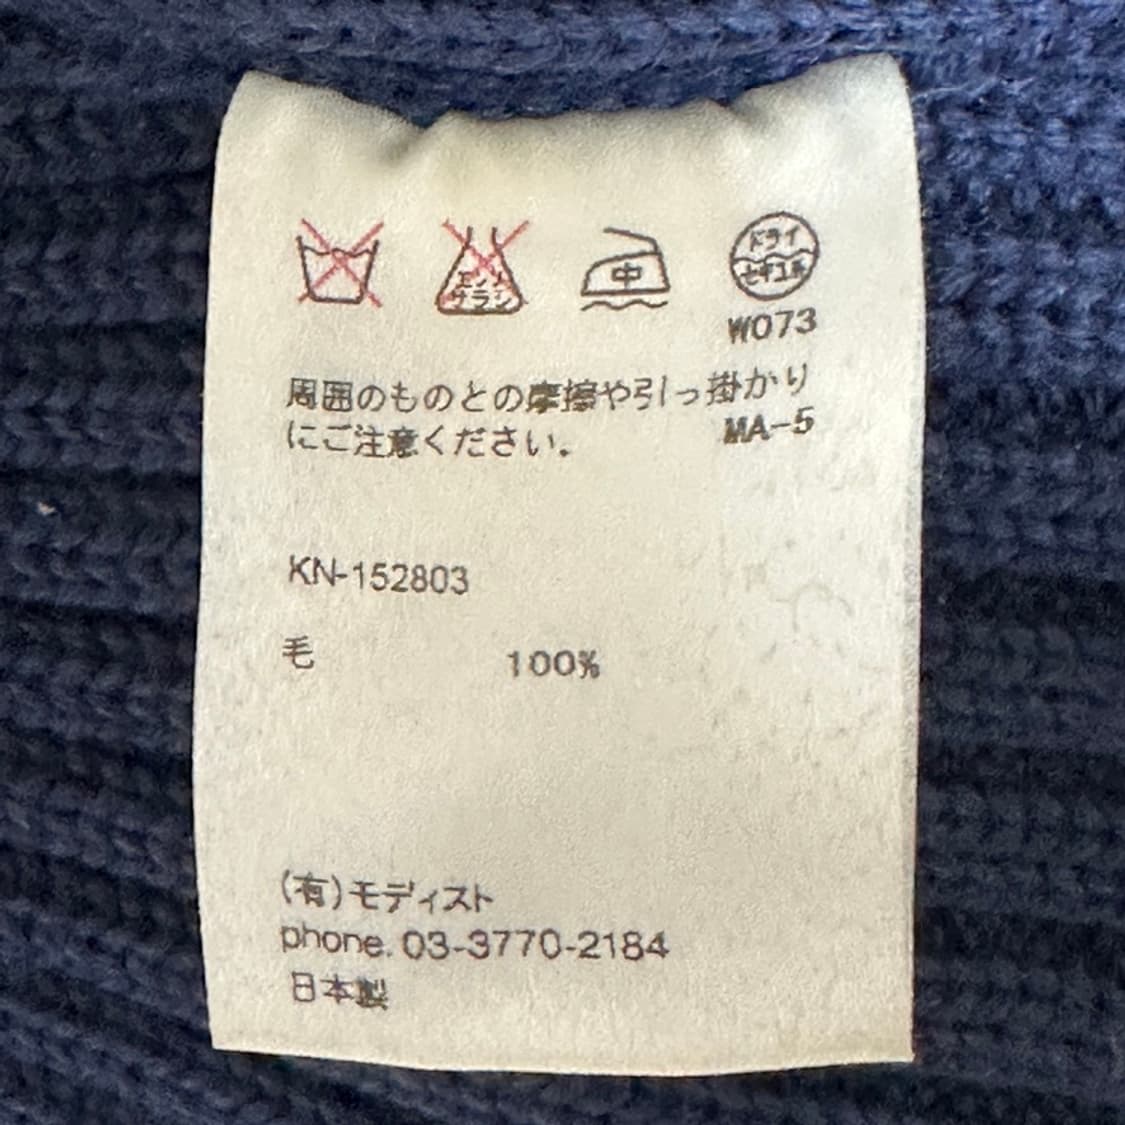 エンソ
サラシ
中
ドライ
セキユ系
W073
周囲のものとの摩擦や引っ掛かり
にご注意ください。
MA-5
KN-152803
毛 100%
(有)モディスト
phone. 03-3770-2184
日本製